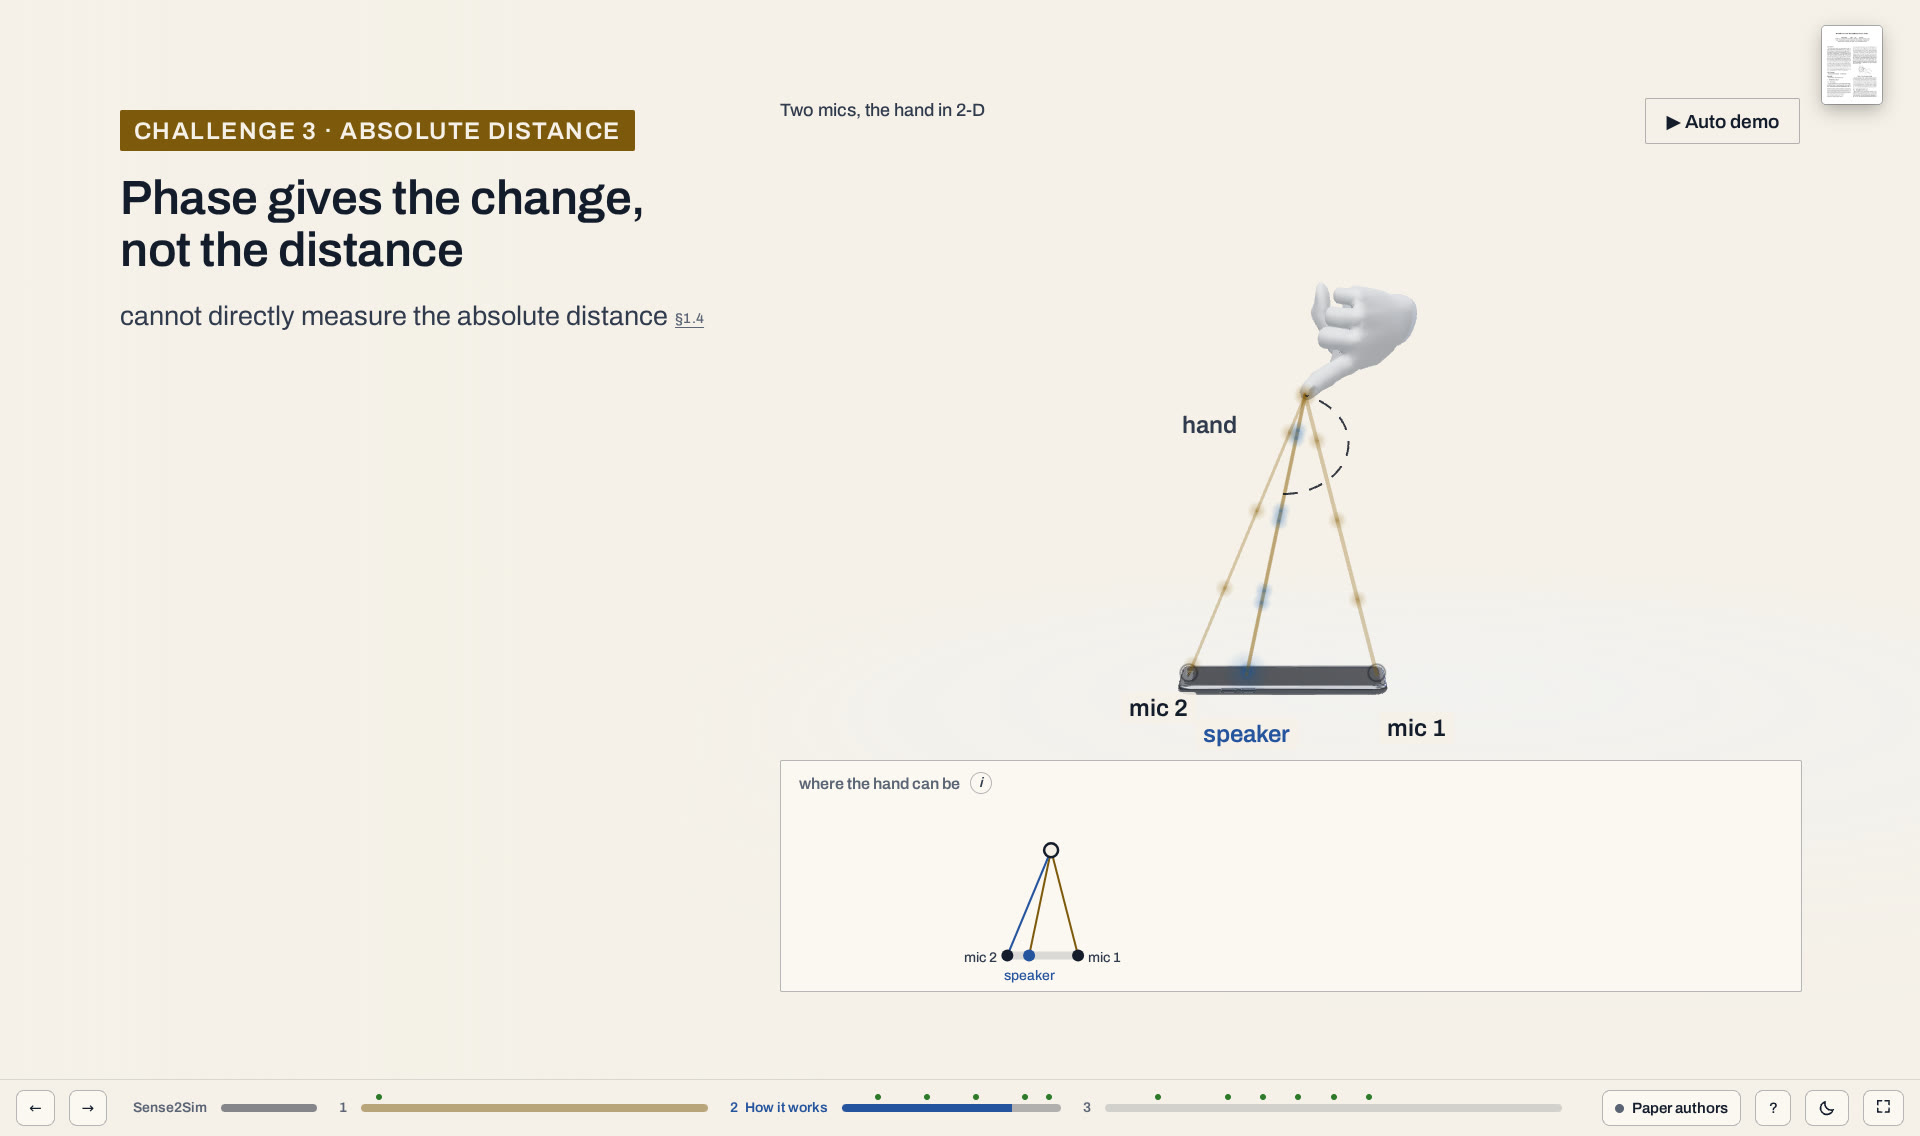 CHALLENGE 3 · ABSOLUTE DISTANCE
Phase gives the change,
not the distance
cannot directly measure the absolute distance §1.4
Two mics, the hand in 2-D
▶ Auto demo
hand
mic 2
speaker
mic 1
where the hand can be i
mic 2
mic 1
speaker
← → Sense2Sim 1 2 How it works 3 Paper authors ?